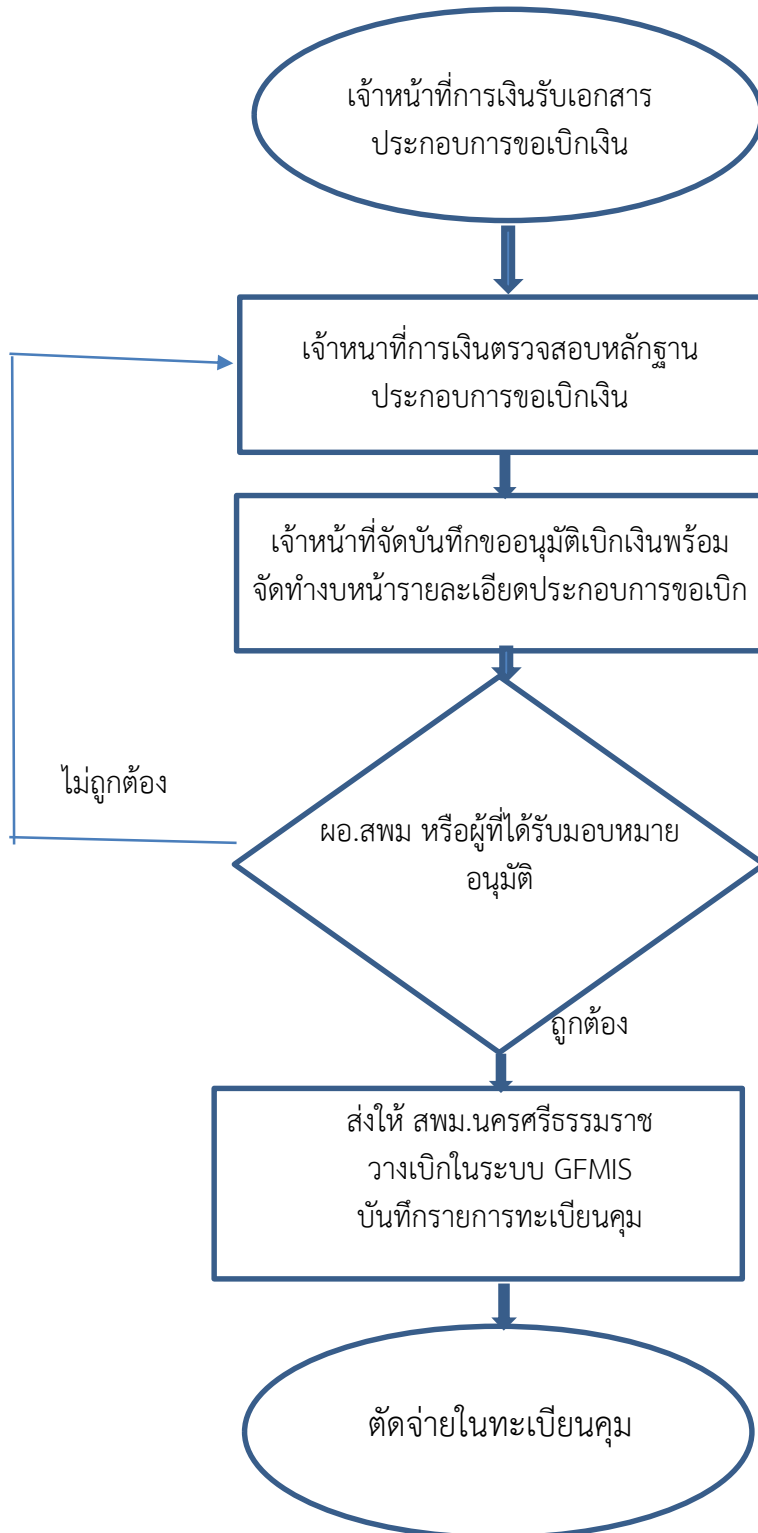 เจ้าหน้าที่การเงินรับเอกสาร
ประกอบการขอเบิกเงิน
เจ้าหนาที่การเงินตรวจสอบหลักฐาน
ประกอบการขอเบิกเงิน
เจ้าหน้าที่จัดบันทึกขออนุมัติเบิกเงินพร้อม
จัดทำงบหน้ารายละเอียดประกอบการขอเบิก
ไม่ถูกต้อง
ผอ.สพม หรือผู้ที่ได้รับมอบหมาย
อนุมัติ
ถูกต้อง
ส่งให้ สพม.นครศรีธรรมราช
วางเบิกในระบบ GFMIS
บันทึกรายการทะเบียนคุม
ตัดจ่ายในทะเบียนคุม